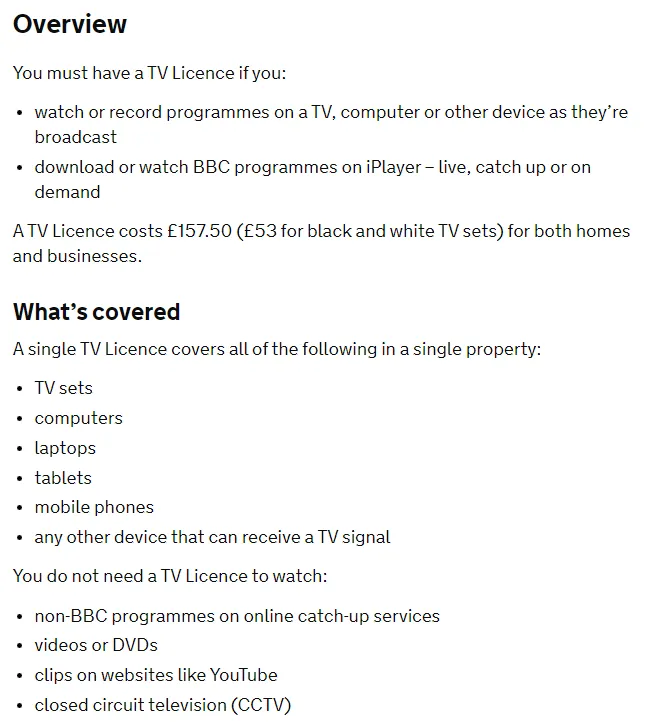 Overview
You must have a TV Licence if you:
• watch or record programmes on a TV, computer or other device as they’re
broadcast
• download or watch BBC programmes on iPlayer – live, catch up or on
demand
A TV Licence costs £157.50 (£53 for black and white TV sets) for both homes
and businesses.
What’s covered
A single TV Licence covers all of the following in a single property:
• TV sets
• computers
• laptops
• tablets
• mobile phones
• any other device that can receive a TV signal
You do not need a TV Licence to watch:
• non-BBC programmes on online catch-up services
• videos or DVDs
• clips on websites like YouTube
• closed circuit television (CCTV)